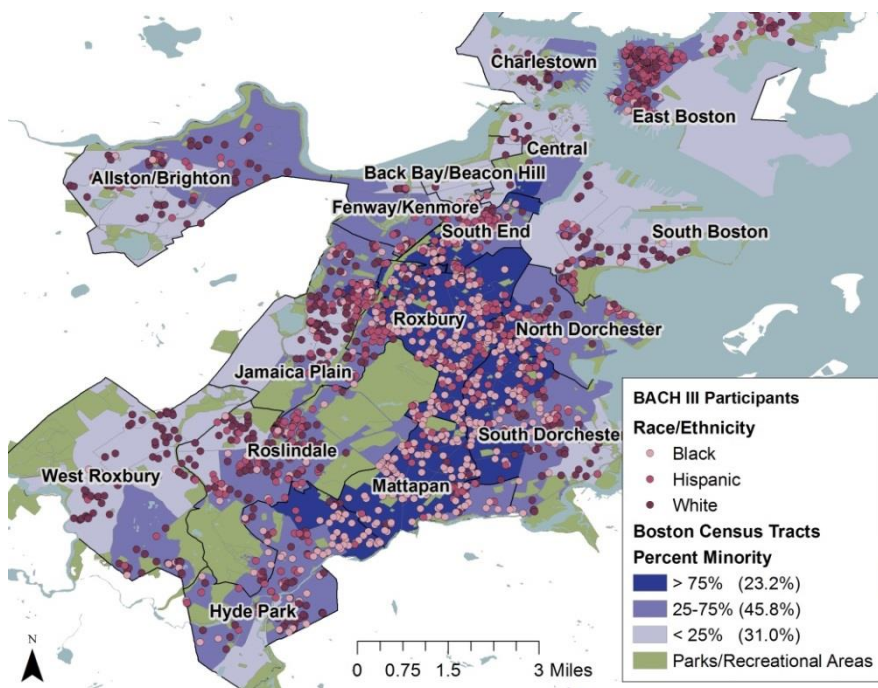 Charlestown
East Boston
Central
Allston/Brighton
Back Bay/Beacon Hill
Fenway/Kenmore
South End
South Boston
Roxbury
North Dorchester
Jamaica Plain
South Dorchester
Roslindale
West Roxbury
Mattapan
Hyde Park
N
0 0.75 1.5 3 Miles
BACH III Participants
Race/Ethnicity
Black
Hispanic
White
Boston Census Tracts
Percent Minority
> 75% (23.2%)
25-75% (45.8%)
< 25% (31.0%)
Parks/Recreational Areas